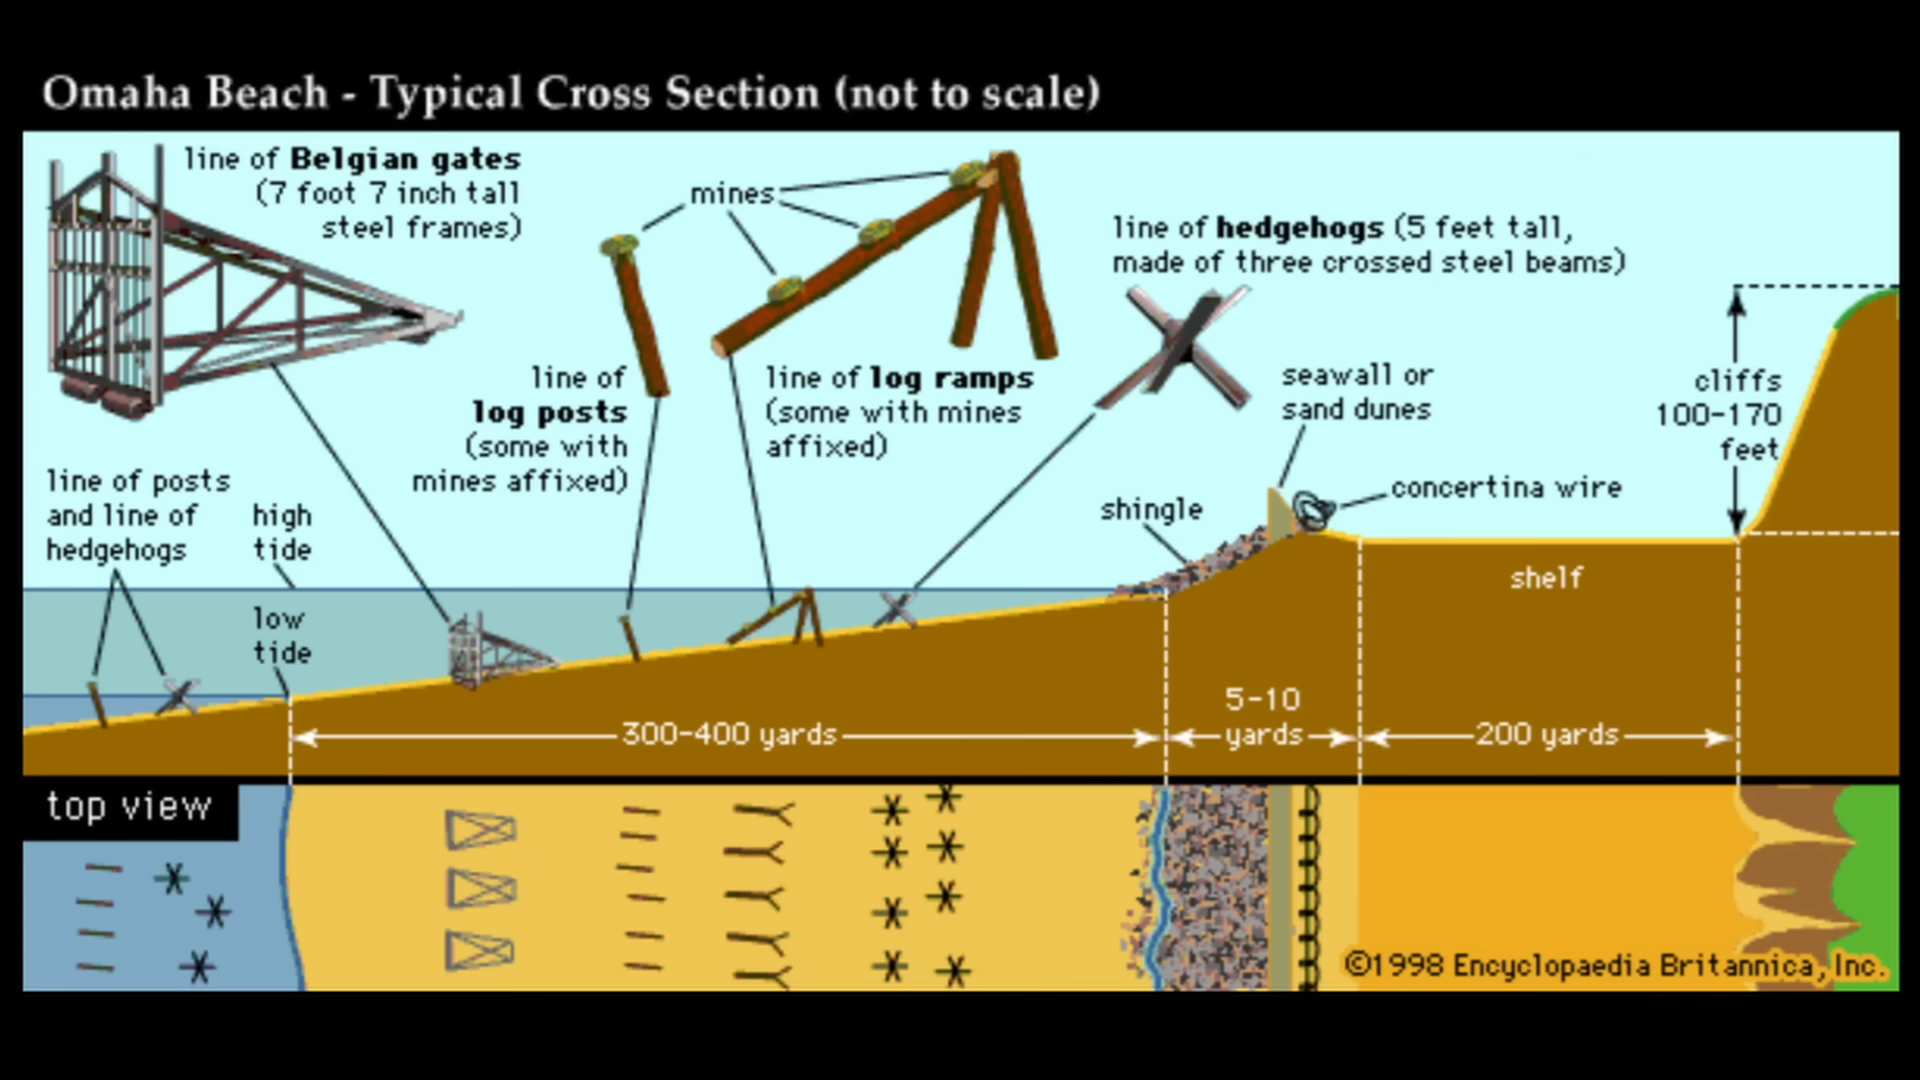 Omaha Beach - Typical Cross Section (not to scale)
line of Belgian gates
(7 foot 7 inch tall
steel frames)
mines
line of hedgehogs (5 feet tall,
made of three crossed steel beams)
line of
log posts
(some with
mines affixed)
line of log ramps
(some with mines
affixed)
seawall or
sand dunes
cliffs
100-170
feet
line of posts
and line of
hedgehogs
high
tide
low
tide
shingle
concertina wire
shelf
300-400 yards
5-10
yards
200 yards
top view
©1998 Encyclopaedia Britannica, Inc.